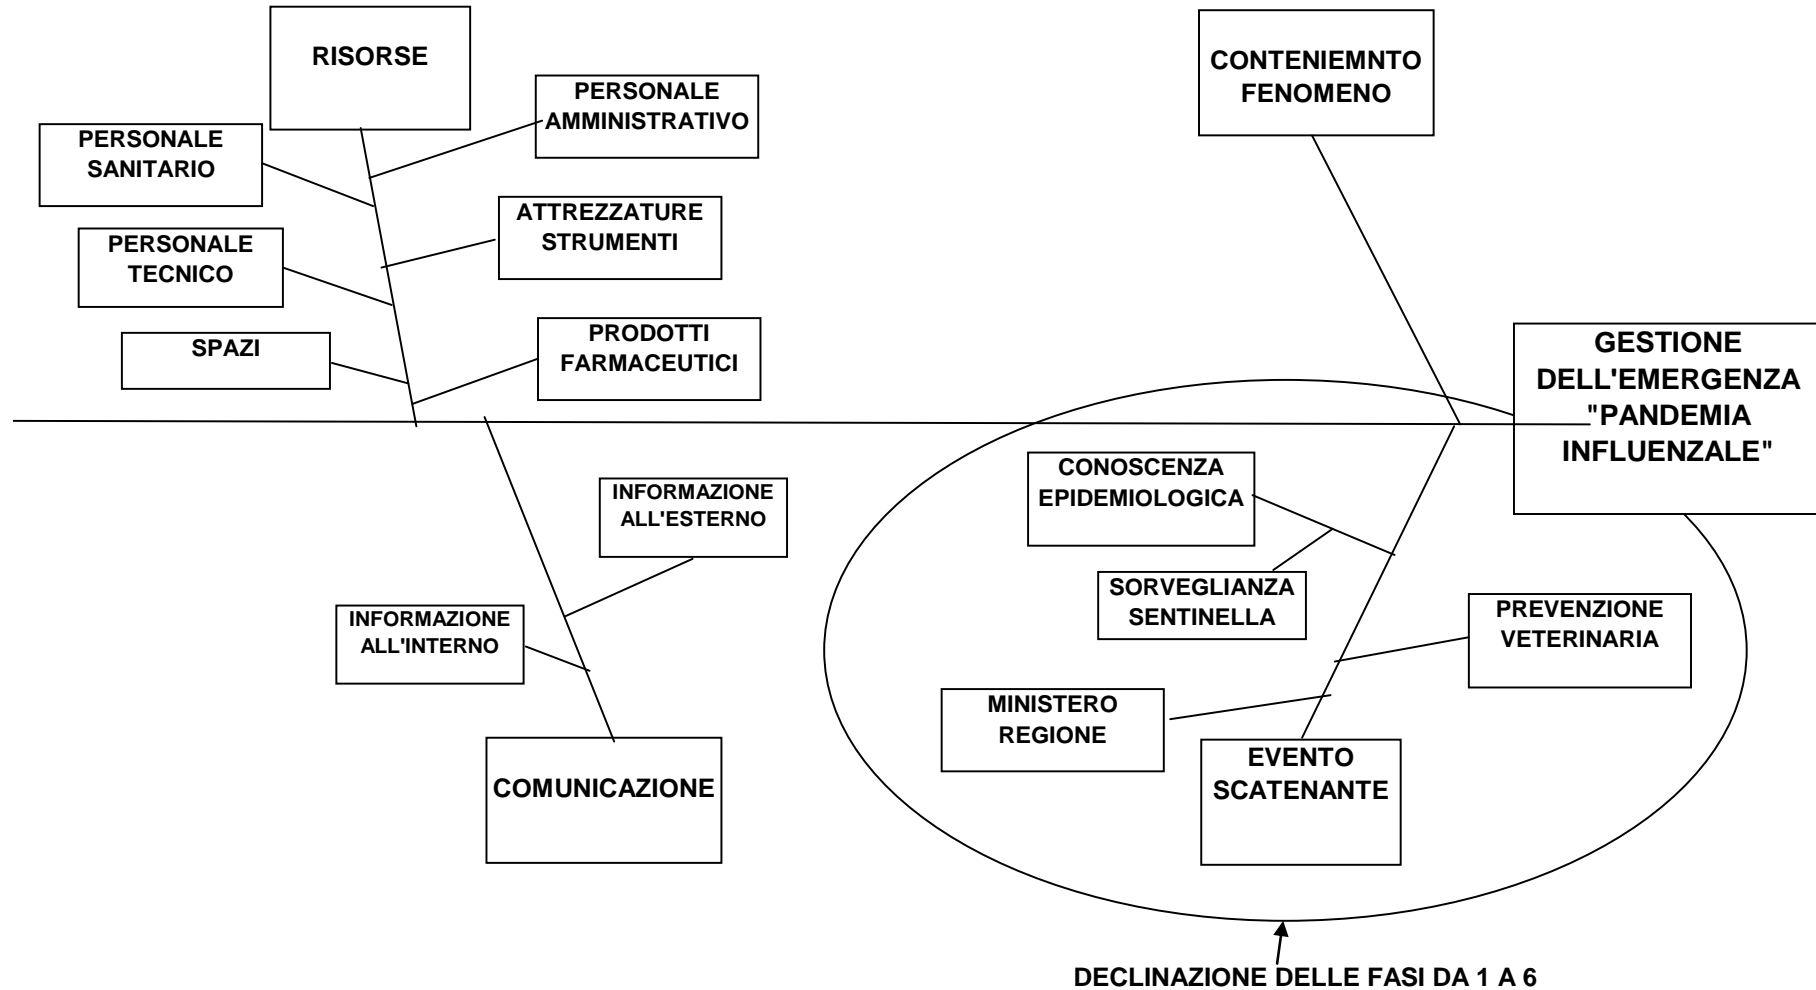 RISORSE
PERSONALE
AMMINISTRATIVO
PERSONALE
SANITARIO
ATTREZZATURE
STRUMENTI
PERSONALE
TECNICO
PRODOTTI
FARMACEUTICI
SPAZI
CONTENIEMNTO
FENOMENO
GESTIONE
DELL'EMERGENZA
"PANDEMIA
INFLUENZALE"
INFORMAZIONE
ALL'ESTERNO
INFORMAZIONE
ALL'INTERNO
COMUNICAZIONE
CONOSCENZA
EPIDEMIOLOGICA
SORVEGLIANZA
SENTINELLA
PREVENZIONE
VETERINARIA
MINISTERO
REGIONE
EVENTO
SCATENANTE
DECLINAZIONE DELLE FASI DA 1 A 6